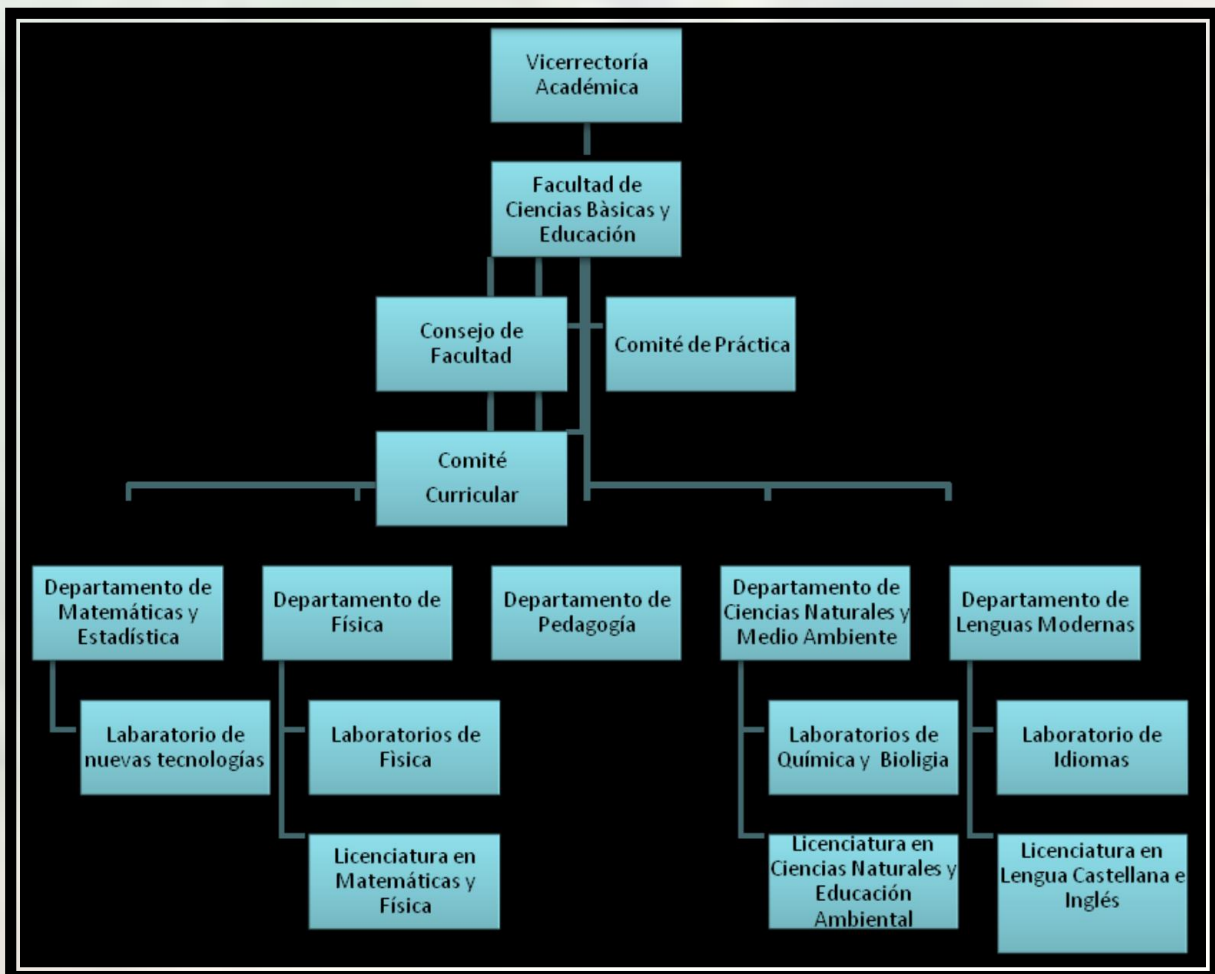 Vicerrectoría
Académica
Facultad de
Ciencias Bàsicas y
Educación
Consejo de
Facultad
Comité de Práctica
Comité
Curricular
Departamento de
Matemáticas y
Estadística
Departamento de
Física
Departamento de
Pedagogía
Departamento de
Ciencias Naturales y
Medio Ambiente
Departamento de
Lenguas Modernas
Labaratorio de
nuevas tecnologías
Laboratorios de
Fìsica
Laboratorios de
Química y Bioligia
Laboratorio de
Idiomas
Licenciatura en
Matemáticas y
Física
Licenciatura en
Ciencias Naturales y
Educación
Ambiental
Licenciatura en
Lengua Castellana e
Inglés